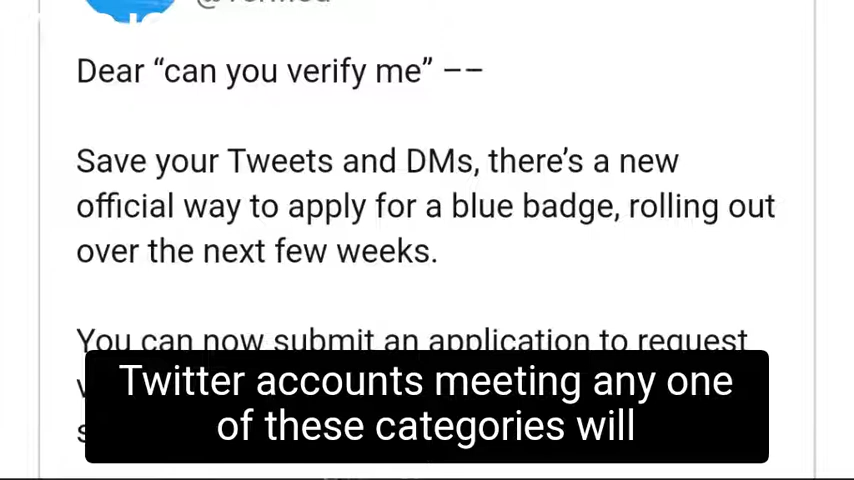 Dear “can you verify me” ––
Save your Tweets and DMs, there’s a new
official way to apply for a blue badge, rolling out
over the next few weeks.
You can now submit an application to request
Twitter accounts meeting any one
of these categories will